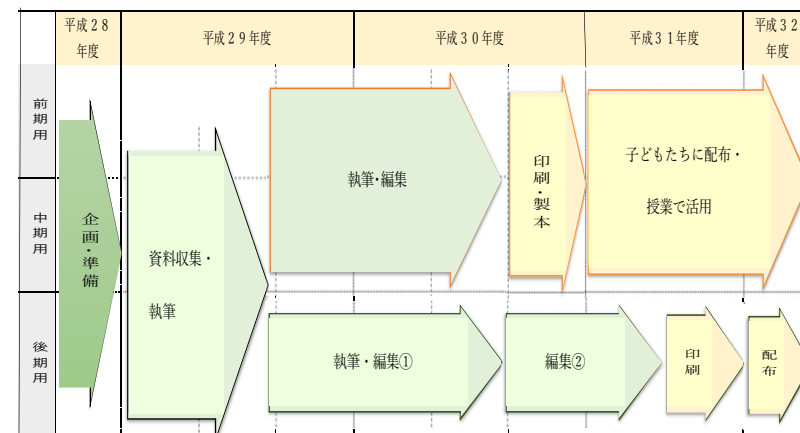 平成２８
年度
平成２９年度
平成３０年度
平成３１年度
平成３２
年度
前期用
中期用
後期用
企画・準備
資料収集・
執筆
執筆・編集
印刷・製本
子どもたちに配布・
授業で活用
執筆・編集①
編集②
印刷
配布